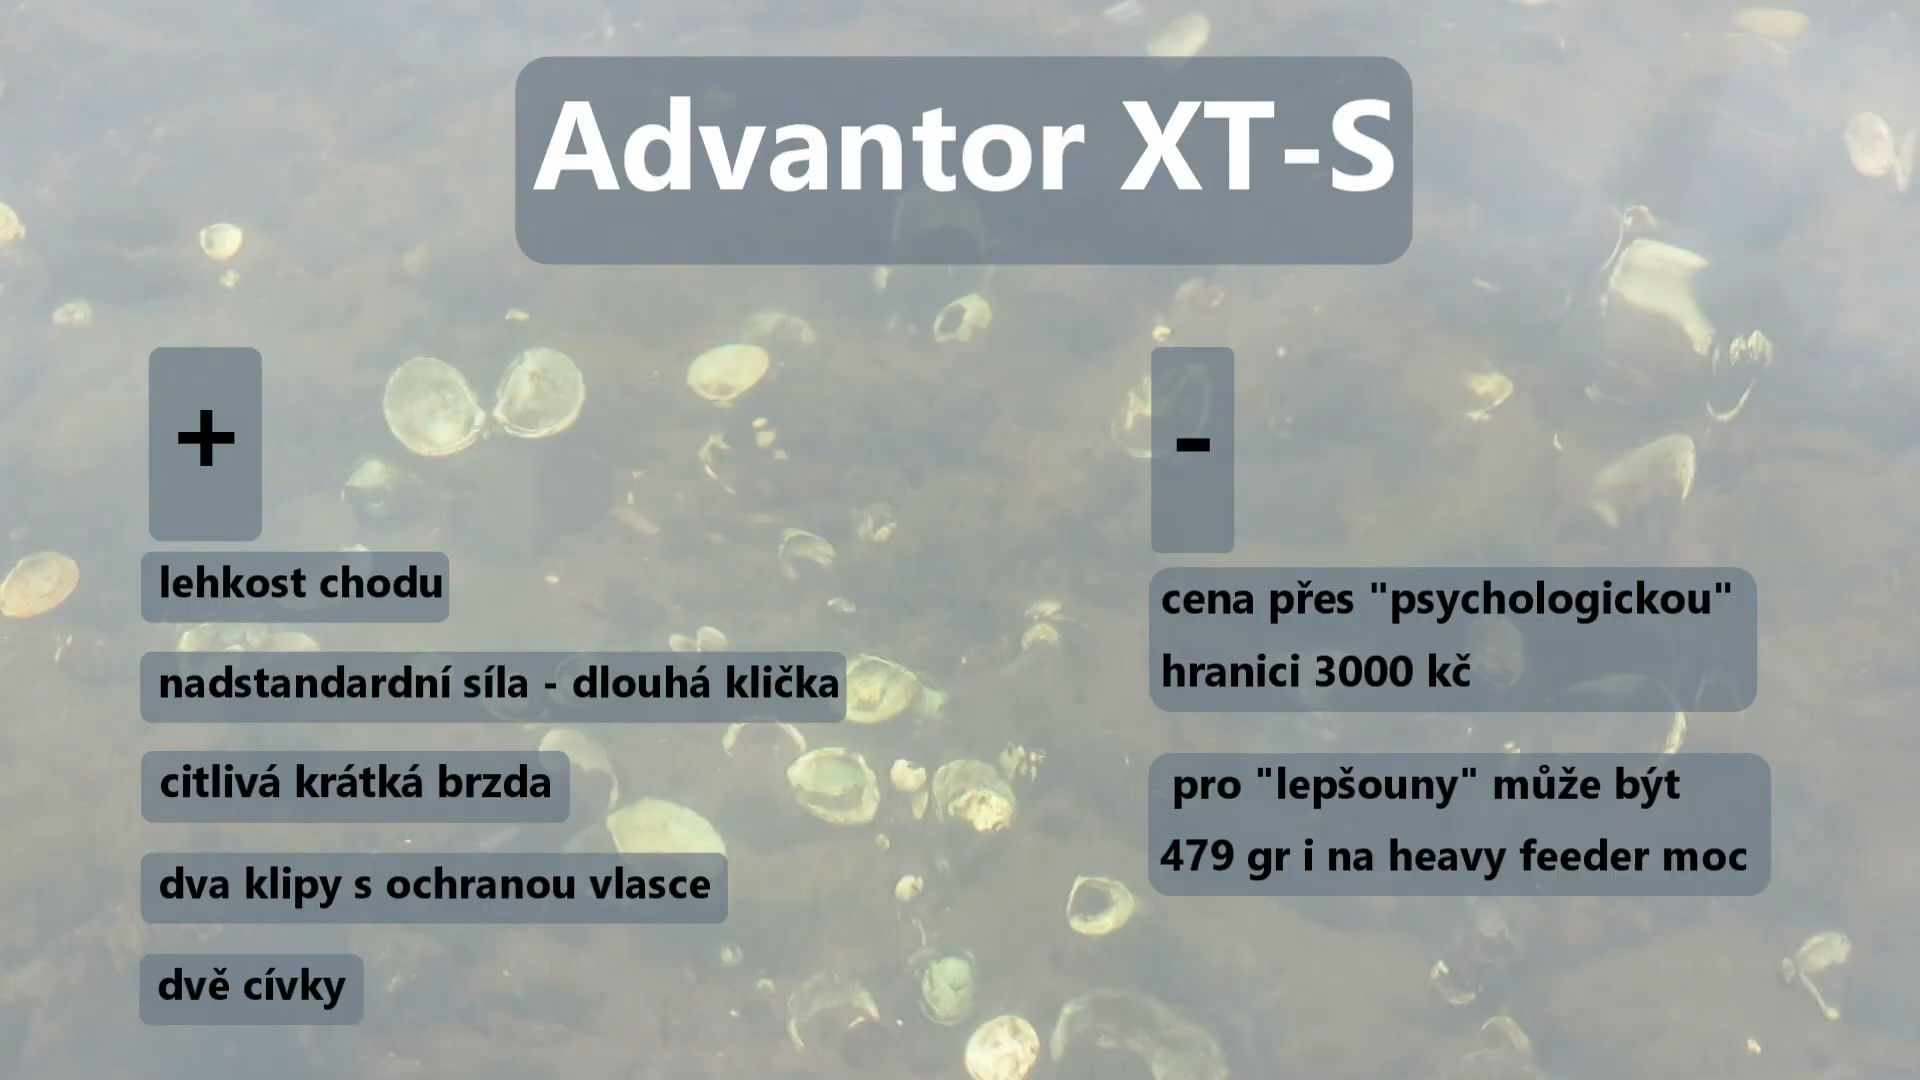 Advantor XT-S
+
lehkost chodu
nadstandardní síla - dlouhá klička
citlivá krátká brzda
dva klipy s ochranou vlasce
dvě cívky
-
cena přes "psychologickou"
hranici 3000 kč
pro "lepšouny" může být
479 gr i na heavy feeder moc